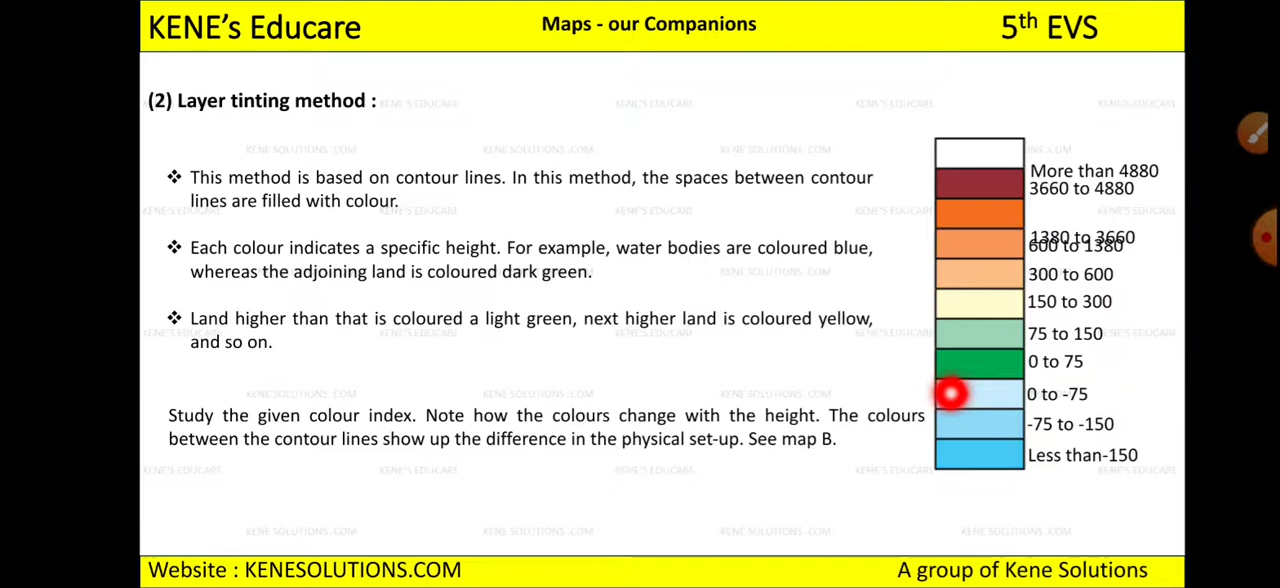 KENE's Educare
Maps - our Companions
5th EVS
(2) Layer tinting method :
❖ This method is based on contour lines. In this method, the spaces between contour
lines are filled with colour.
❖ Each colour indicates a specific height. For example, water bodies are coloured blue,
whereas the adjoining land is coloured dark green.
❖ Land higher than that is coloured a light green, next higher land is coloured yellow,
and so on.
Study the given colour index. Note how the colours change with the height. The colours
between the contour lines show up the difference in the physical set-up. See map B.
More than 4880
3660 to 4880
1380 to 3660
600 to 1380
300 to 600
150 to 300
75 to 150
0 to 75
0 to -75
-75 to -150
Less than-150
Website : KENESOLUTIONS.COM
A group of Kene Solutions